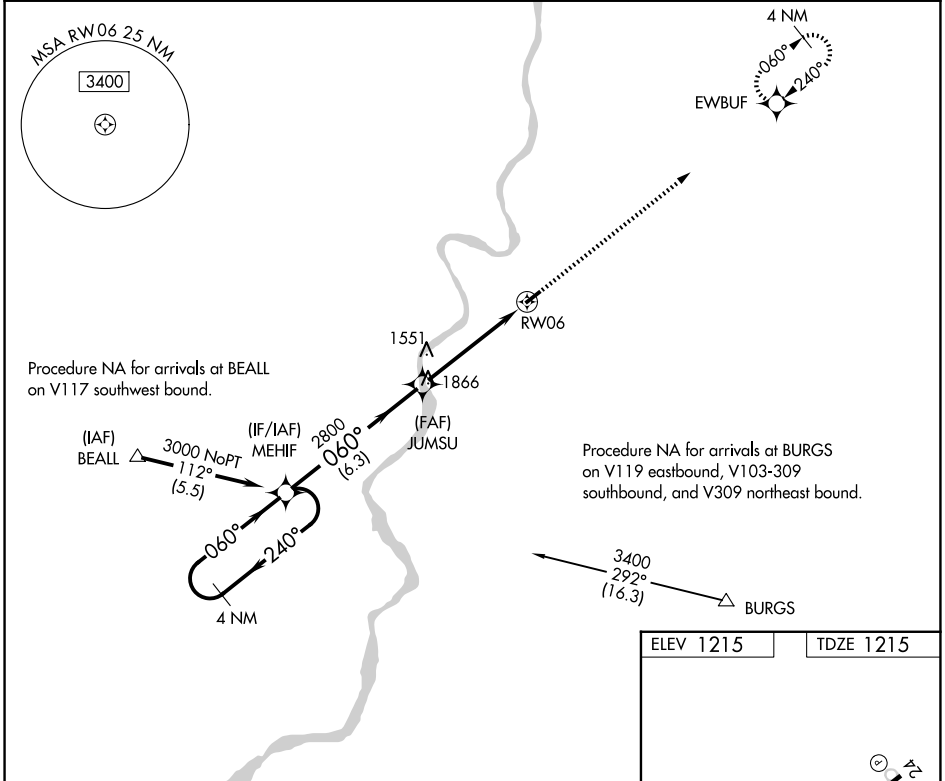 MSA RW06 25 NM
3400
4 NM
060°
240°
EWBUF
RW06
1551
1866
Procedure NA for arrivals at BEALL
on V117 southwest bound.
(FAF)
JUMSU
(IAF)
BEALL
3000 NoPT
112°
(5.5)
(IF/IAF)
MEHIF
2800
060°
(6.3)
Procedure NA for arrivals at BURGS
on V119 eastbound, V103-309
southbound, and V309 northeast bound.
060°
240°
4 NM
3400
292°
(16.3)
BURGS
ELEV 1215
TDZE 1215
P
24